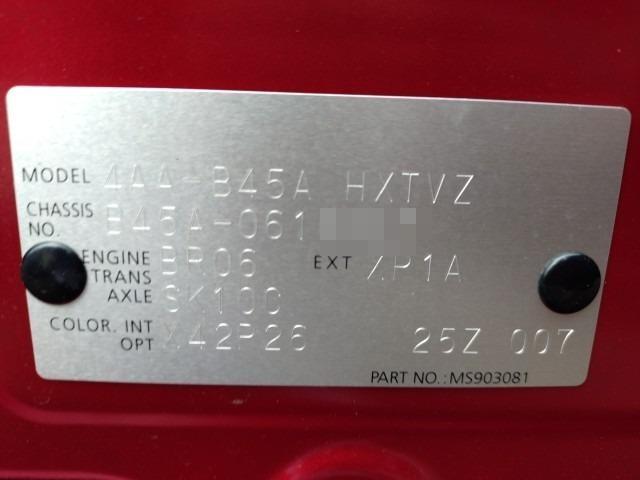 MODEL 4AA-B45A HXTVZ
CHASSIS NO. B45A-061
ENGINE BR06 EXT XP1A
TRANS
AXLE SK100
COLOR. INT X42P26 25Z 007
OPT
PART NO.:MS903081